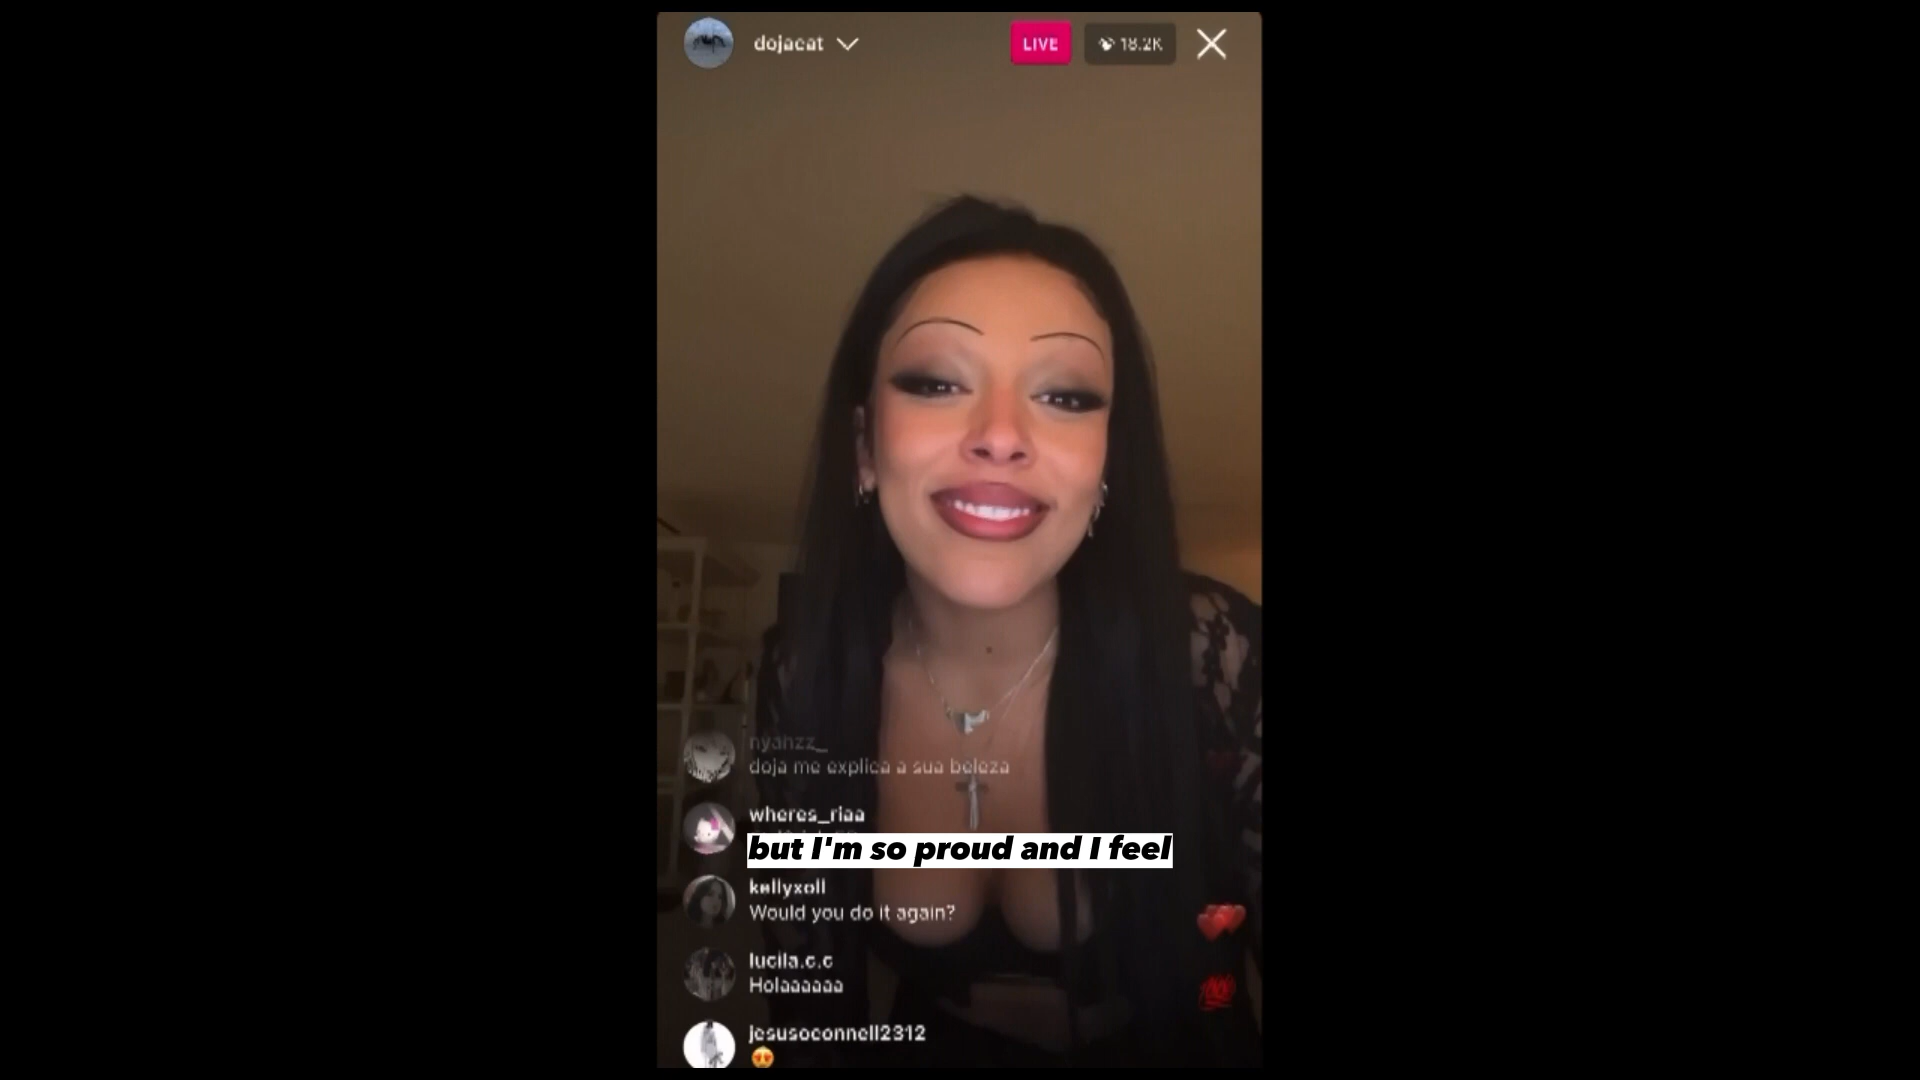 dojacat
LIVE
18.2K
nyahzz_
doja me explica a sua beleza
wheres_riaa
but I'm so proud and I feel
kellyxoll
Would you do it again?
lucila.c.c
Holaaaaaa
jesusoconnell2312